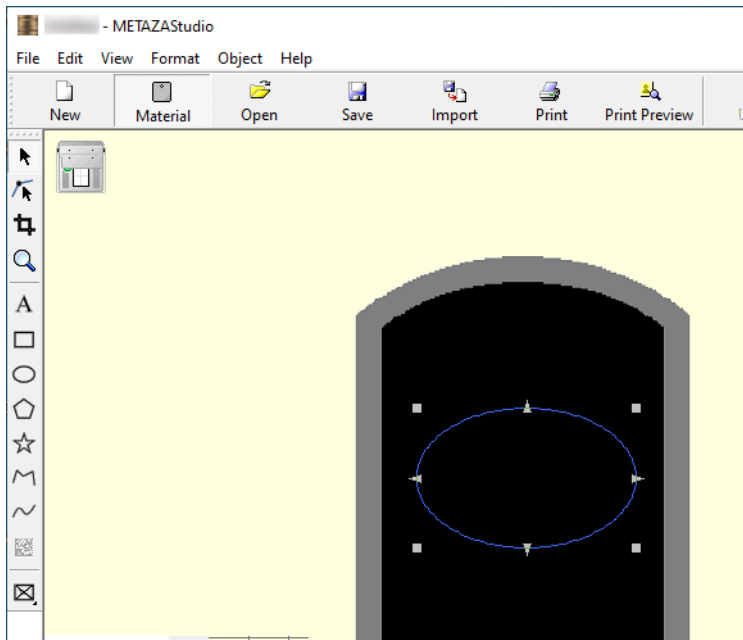 - METAZAStudio
File Edit View Format Object Help
New Material Open Save Import Print Print Preview
A